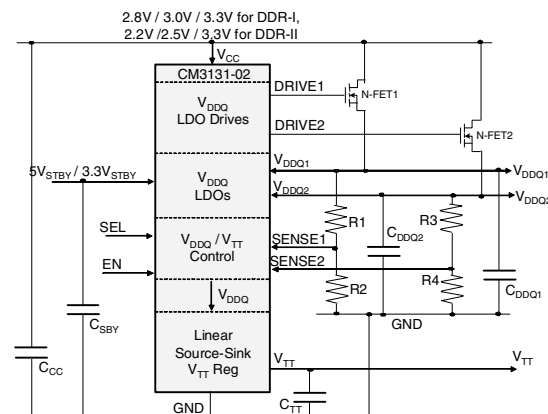 2.8V / 3.0V / 3.3V for DDR-I,
2.2V /2.5V / 3.3V for DDR-II
VCC
CM3131-02
DRIVE1
N-FET1
VDDQ
LDO Drives
DRIVE2
N-FET2
5VSTBY / 3.3VSTBY
VDDQ
LDOs
VDDQ1
VDDQ1
VDDQ2
VDDQ2
SEL
R1
R3
VDDQ / VTT
Control
SENSE1
CDDQ2
EN
SENSE2
R2
R4
CDDQ1
VDDQ
GND
CSBY
Linear
Source-Sink
VTT Reg
VTT
VTT
CCC
GND
CTT